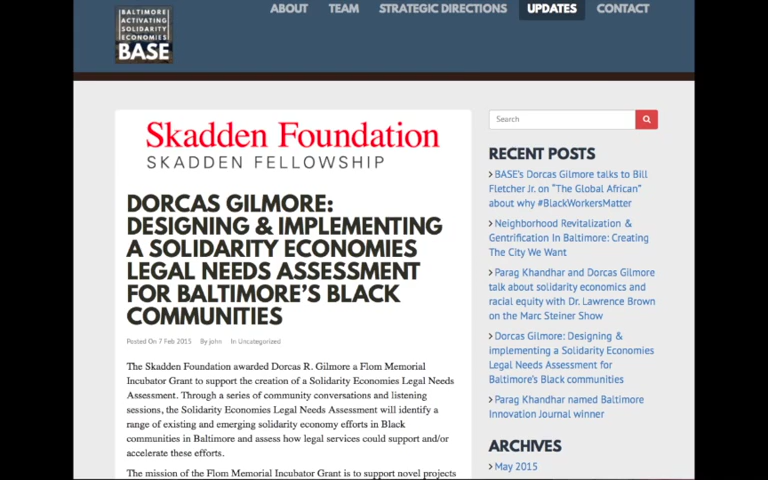 BALTIMORE
ACTIVATING
SOLIDARITY
ECONOMIES
BASE
ABOUT TEAM STRATEGIC DIRECTIONS UPDATES CONTACT
Skadden Foundation
SKADDEN FELLOWSHIP
DORCAS GILMORE:
DESIGNING & IMPLEMENTING
A SOLIDARITY ECONOMIES
LEGAL NEEDS ASSESSMENT
FOR BALTIMORE'S BLACK
COMMUNITIES
Posted On 7 Feb 2015 By john In Uncategorized
The Skadden Foundation awarded Dorcas R. Gilmore a Flom Memorial
Incubator Grant to support the creation of a Solidarity Economies Legal Needs
Assessment. Through a series of community conversations and listening
sessions, the Solidarity Economies Legal Needs Assessment will identify a
range of existing and emerging solidarity economy efforts in Black
communities in Baltimore and assess how legal services could support and/or
accelerate these efforts.
The mission of the Flom Memorial Incubator Grant is to support novel projects
Search
RECENT POSTS
BASE's Dorcas Gilmore talks to Bill
Fletcher Jr. on “The Global African”
about why #BlackWorkersMatter
Neighborhood Revitalization &
Gentrification In Baltimore: Creating
The City We Want
Parag Khandhar and Dorcas Gilmore
talk about solidarity economics and
racial equity with Dr. Lawrence Brown
on the Marc Steiner Show
Dorcas Gilmore: Designing &
implementing a Solidarity Economies
Legal Needs Assessment for
Baltimore's Black communities
Parag Khandhar named Baltimore
Innovation Journal winner
ARCHIVES
May 2015